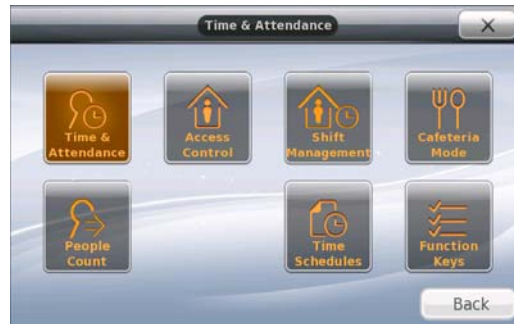 Time & Attendance
Time &
Attendance
Access
Control
Shift
Management
Cafeteria
Mode
People
Count
Time
Schedules
Function
Keys
Back